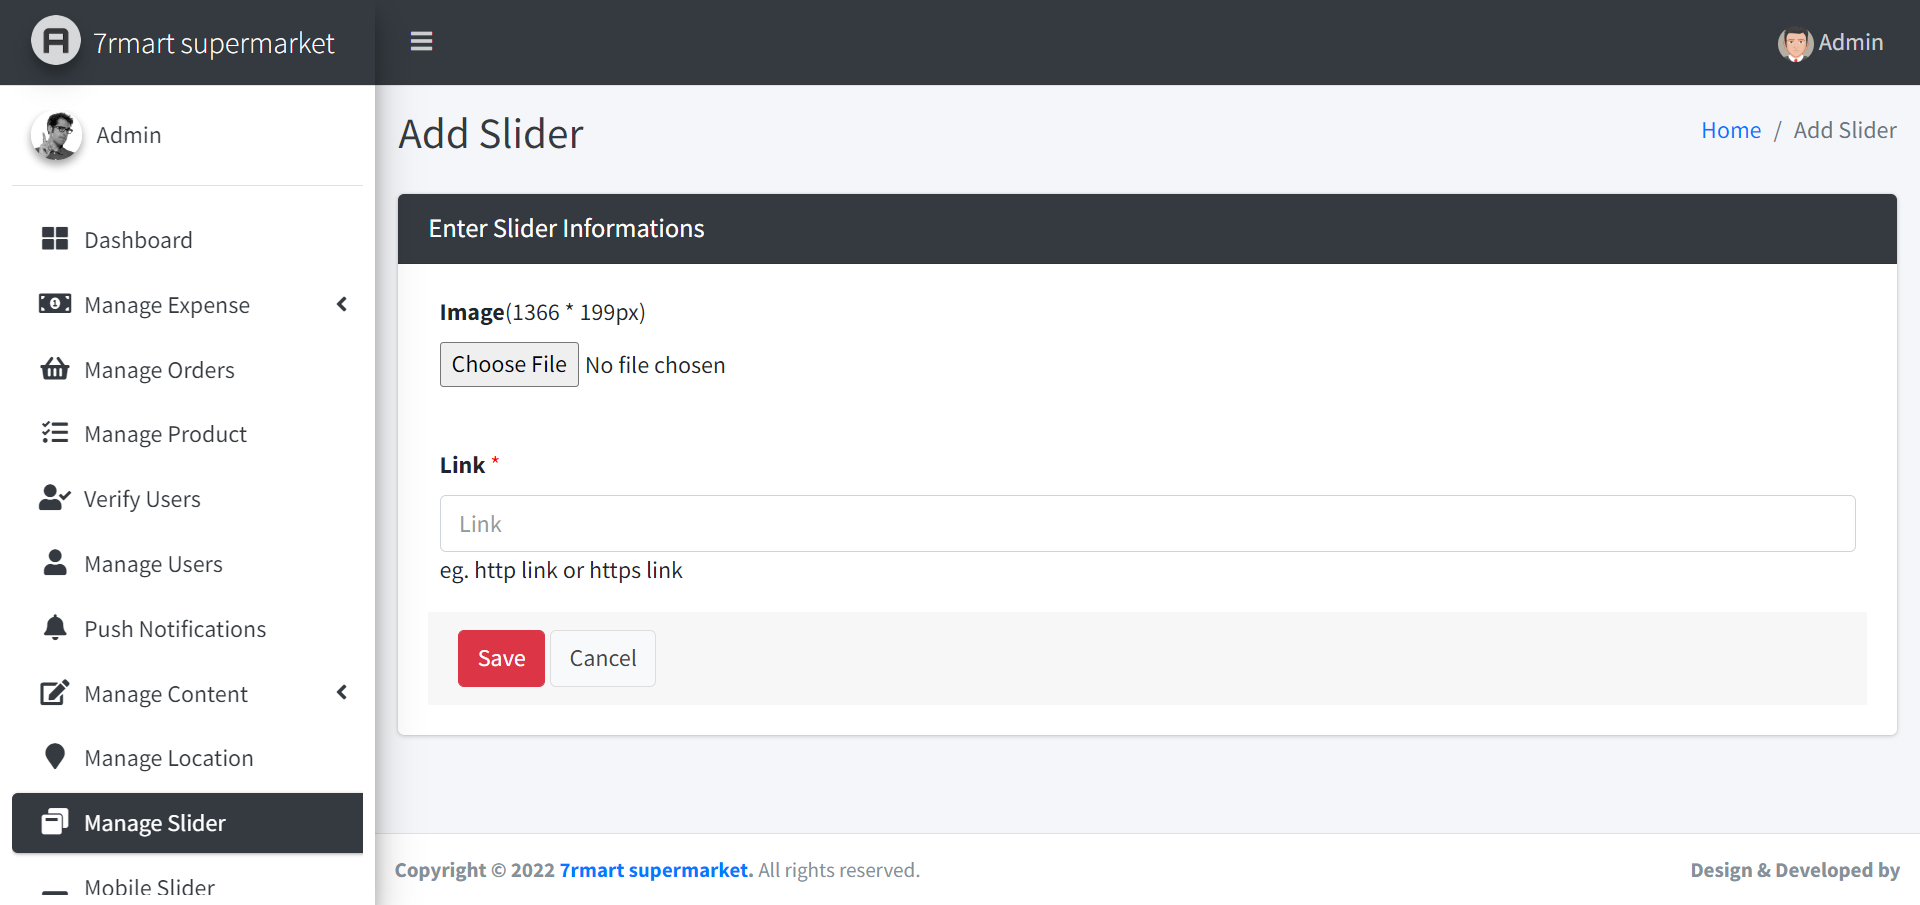 7rmart supermarket
Admin
Admin
Dashboard
Manage Expense
Manage Orders
Manage Product
Verify Users
Manage Users
Push Notifications
Manage Content
Manage Location
Manage Slider
Mobile Slider
Add Slider
Home / Add Slider
Enter Slider Informations
Image(1366 * 199px)
Choose File No file chosen
Link *
Link
eg. http link or https link
Save Cancel
Copyright © 2022 7rmart supermarket. All rights reserved.
Design & Developed by